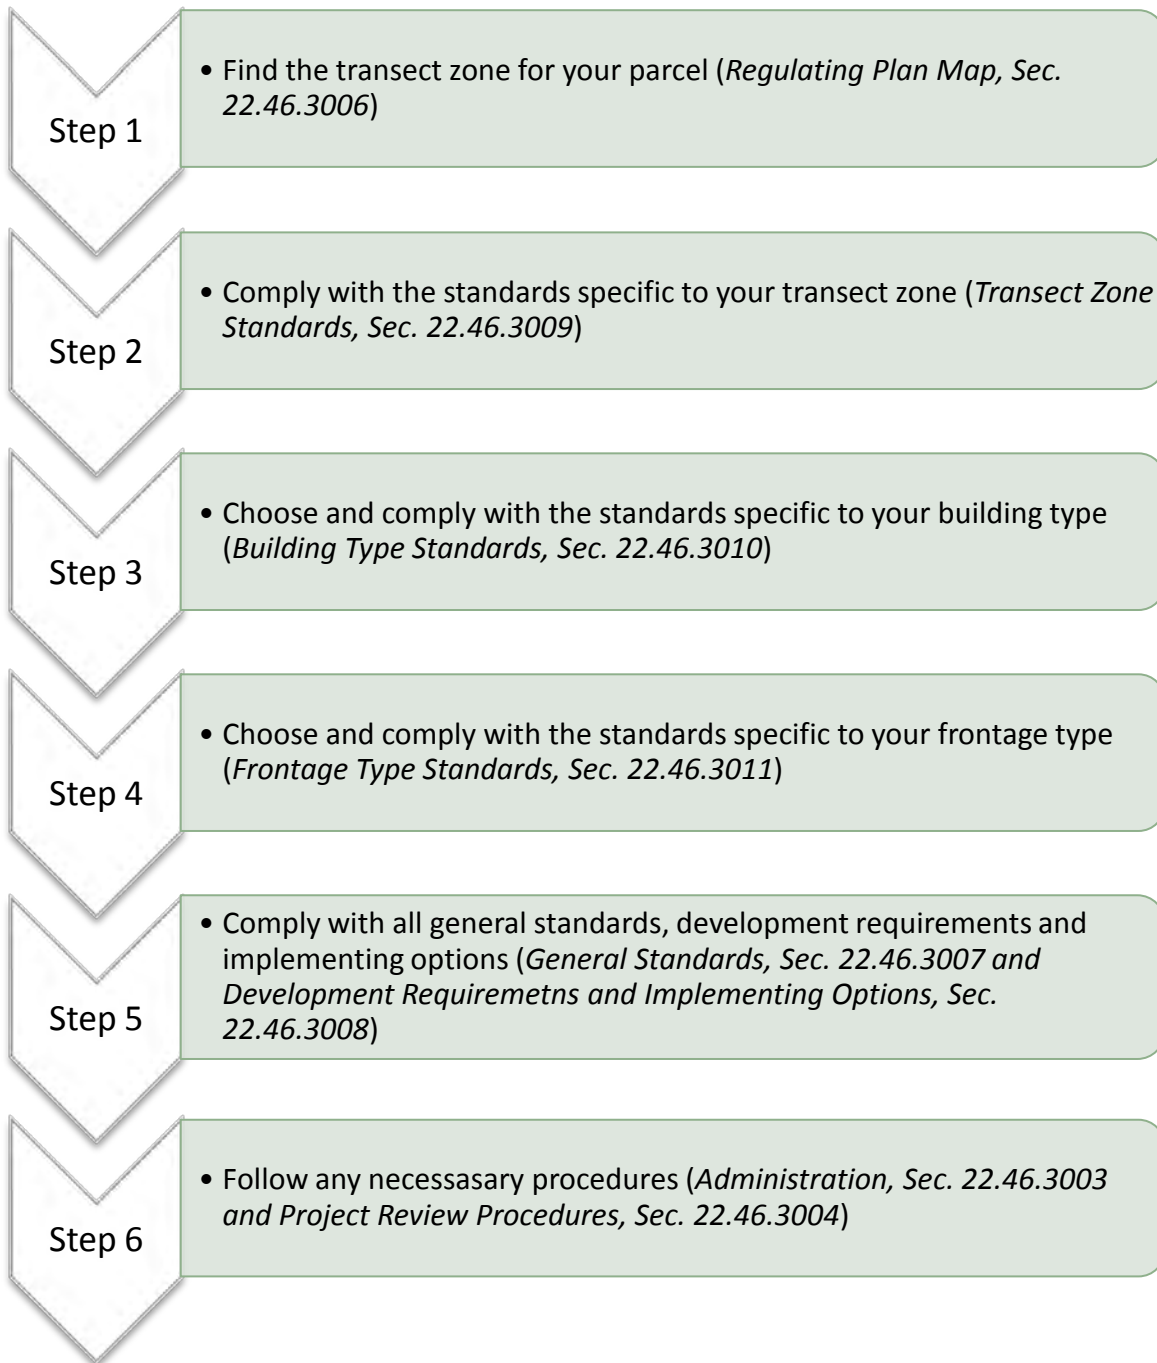 Step 1
• Find the transect zone for your parcel (Regulating Plan Map, Sec.
22.46.3006)
Step 2
• Comply with the standards specific to your transect zone (Transect Zone
Standards, Sec. 22.46.3009)
Step 3
• Choose and comply with the standards specific to your building type
(Building Type Standards, Sec. 22.46.3010)
Step 4
• Choose and comply with the standards specific to your frontage type
(Frontage Type Standards, Sec. 22.46.3011)
Step 5
• Comply with all general standards, development requirements and
implementing options (General Standards, Sec. 22.46.3007 and
Development Requiremetns and Implementing Options, Sec.
22.46.3008)
Step 6
• Follow any necessasary procedures (Administration, Sec. 22.46.3003
and Project Review Procedures, Sec. 22.46.3004)